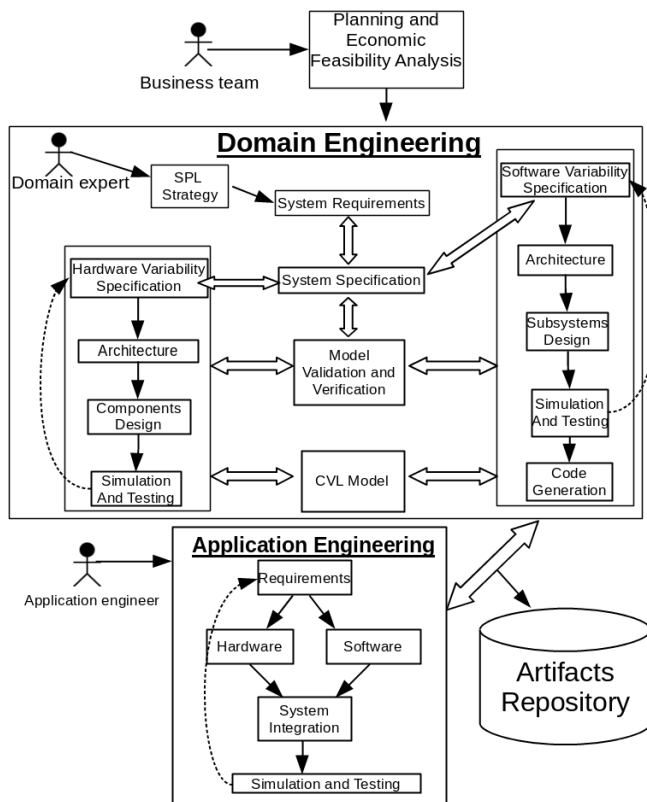 Planning and
Economic
Feasibility Analysis
Business team
Domain Engineering
Domain expert
SPL
Strategy
System Requirements
Software Variability
Specification
Hardware Variability
Specification
System Specification
Architecture
Architecture
Model
Validation and
Verification
Subsystems
Design
Components
Design
Simulation
And Testing
Simulation
And Testing
CVL Model
Code
Generation
Application Engineering
Application engineer
Requirements
Hardware
Software
System
Integration
Simulation and Testing
Artifacts
Repository